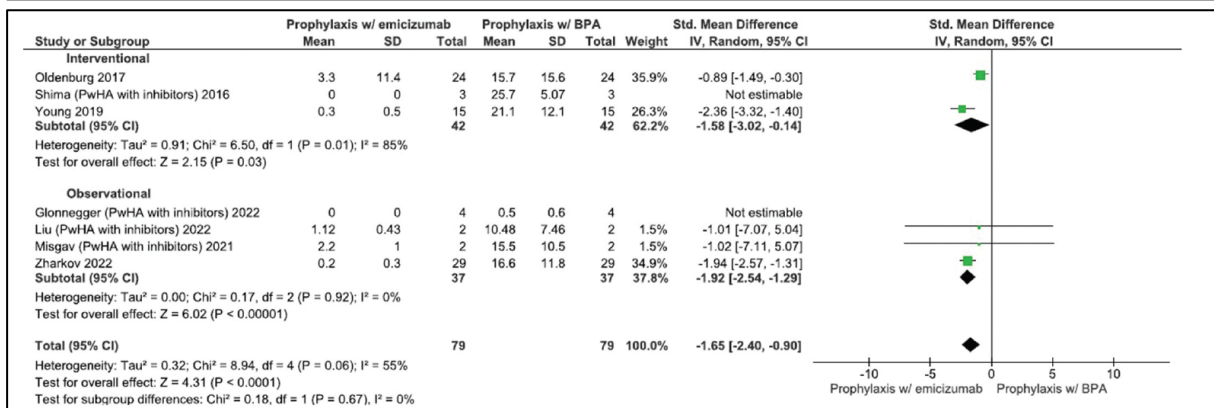 Prophylaxis w/ emicizumab Prophylaxis w/ BPA Std. Mean Difference Std. Mean Difference
Study or Subgroup Mean SD Total Mean SD Total Weight IV, Random, 95% CI IV, Random, 95% CI
Interventional
Oldenburg 2017 3.3 11.4 24 15.7 15.6 24 35.9% -0.89 [-1.49, -0.30]
Shima (PwHA with inhibitors) 2016 0 0 3 25.7 5.07 3 Not estimable
Young 2019 0.3 0.5 15 21.1 12.1 15 26.3% -2.36 [-3.32, -1.40]
Subtotal (95% CI) 42 42 62.2% -1.58 [-3.02, -0.14]
Heterogeneity: Tau² = 0.91; Chi² = 6.50, df = 1 (P = 0.01); I² = 85%
Test for overall effect: Z = 2.15 (P = 0.03)
Observational
Glonnegger (PwHA with inhibitors) 2022 0 0 4 0.5 0.6 4 Not estimable
Liu (PwHA with inhibitors) 2022 1.12 0.43 2 10.48 7.46 2 1.5% -1.01 [-7.07, 5.04]
Misgav (PwHA with inhibitors) 2021 2.2 1 2 15.5 10.5 2 1.5% -1.02 [-7.11, 5.07]
Zharkov 2022 0.2 0.3 29 16.6 11.8 29 34.9% -1.94 [-2.57, -1.31]
Subtotal (95% CI) 37 37 37.8% -1.92 [-2.54, -1.29]
Heterogeneity: Tau² = 0.00; Chi² = 0.17, df = 2 (P = 0.92); I² = 0%
Test for overall effect: Z = 6.02 (P < 0.00001)
Total (95% CI) 79 79 100.0% -1.65 [-2.40, -0.90]
Heterogeneity: Tau² = 0.32; Chi² = 8.94, df = 4 (P = 0.06); I² = 55%
Test for overall effect: Z = 4.31 (P < 0.0001)
Test for subgroup differences: Chi² = 0.18, df = 1 (P = 0.67), I² = 0%
-10 -5 0 5 10
Prophylaxis w/ emicizumab Prophylaxis w/ BPA